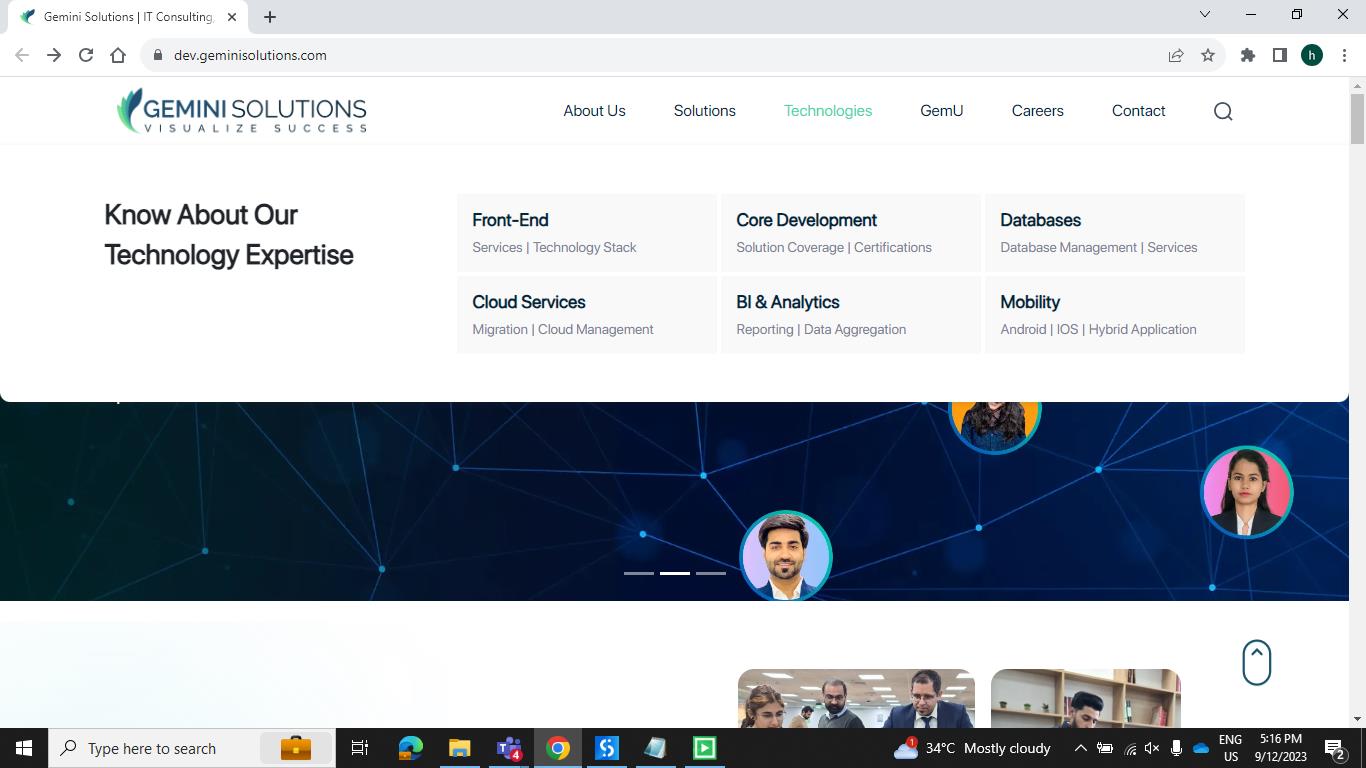 Gemini Solutions | IT Consulting,
dev.geminisolutions.com
h
GEMINI SOLUTIONS
VISUALIZE SUCCESS
About Us
Solutions
Technologies
GemU
Careers
Contact
Know About Our
Technology Expertise
Front-End
Services | Technology Stack
Core Development
Solution Coverage | Certifications
Databases
Database Management | Services
Cloud Services
Migration | Cloud Management
BI & Analytics
Reporting | Data Aggregation
Mobility
Android | IOS | Hybrid Application
Type here to search
4
1
34°C Mostly cloudy
ENG
US
5:16 PM
9/12/2023
2